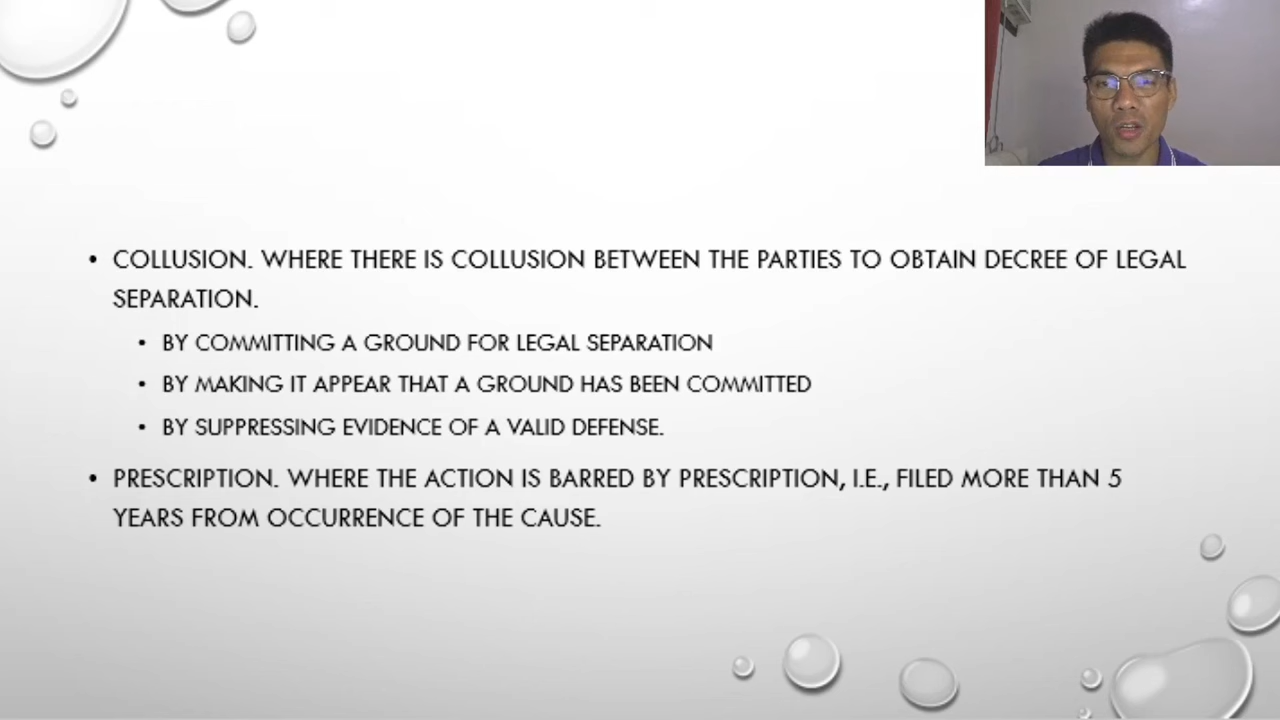 • COLLUSION. WHERE THERE IS COLLUSION BETWEEN THE PARTIES TO OBTAIN DECREE OF LEGAL
SEPARATION.
• BY COMMITTING A GROUND FOR LEGAL SEPARATION
• BY MAKING IT APPEAR THAT A GROUND HAS BEEN COMMITTED
• BY SUPPRESSING EVIDENCE OF A VALID DEFENSE.
• PRESCRIPTION. WHERE THE ACTION IS BARRED BY PRESCRIPTION, I.E., FILED MORE THAN 5
YEARS FROM OCCURRENCE OF THE CAUSE.